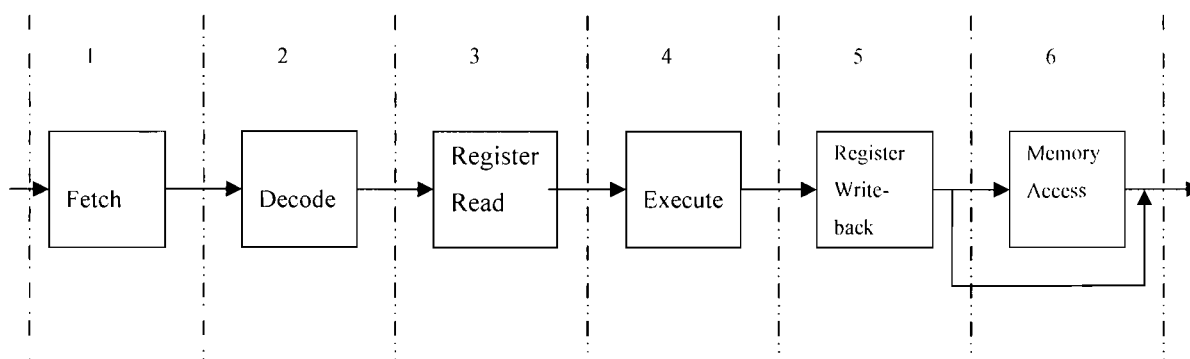 1
2
3
4
5
6
Fetch
Decode
Register
Read
Execute
Register
Write-
back
Memory
Access